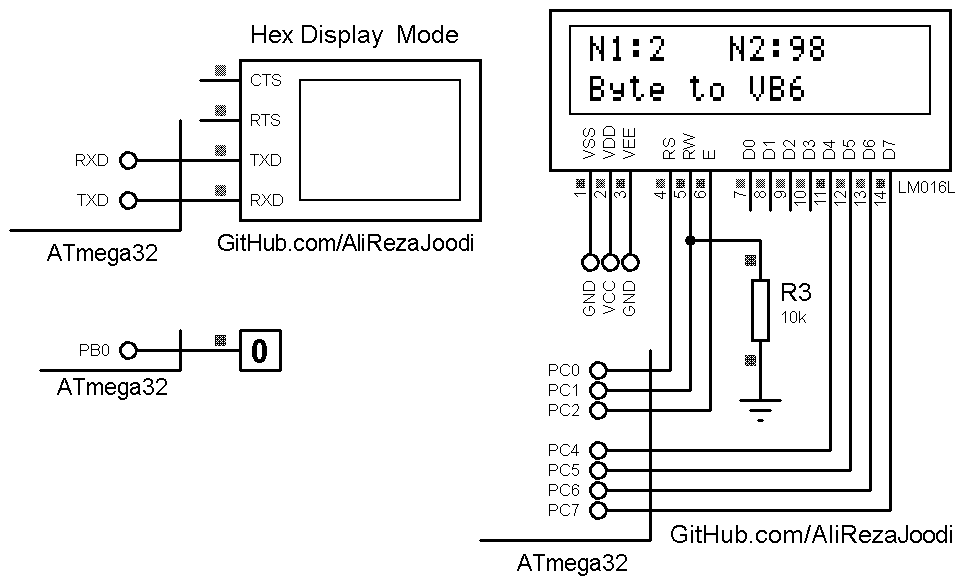 Hex Display Mode
CTS
RTS
TXD
RXD
RXD
TXD
ATmega32
GitHub.com/AliRezaJoodi
PB0
0
ATmega32
N1:2 N2:98
Byte to VB6
VSS
VDD
VEE
RS
RW
E
D0
D1
D2
D3
D4
D5
D6
D7
1
2
3
4
5
6
7
8
9
10
11
12
13
14
LM016L
GND
VCC
GND
R3
10k
PC0
PC1
PC2
PC4
PC5
PC6
PC7
ATmega32
GitHub.com/AliRezaJoodi